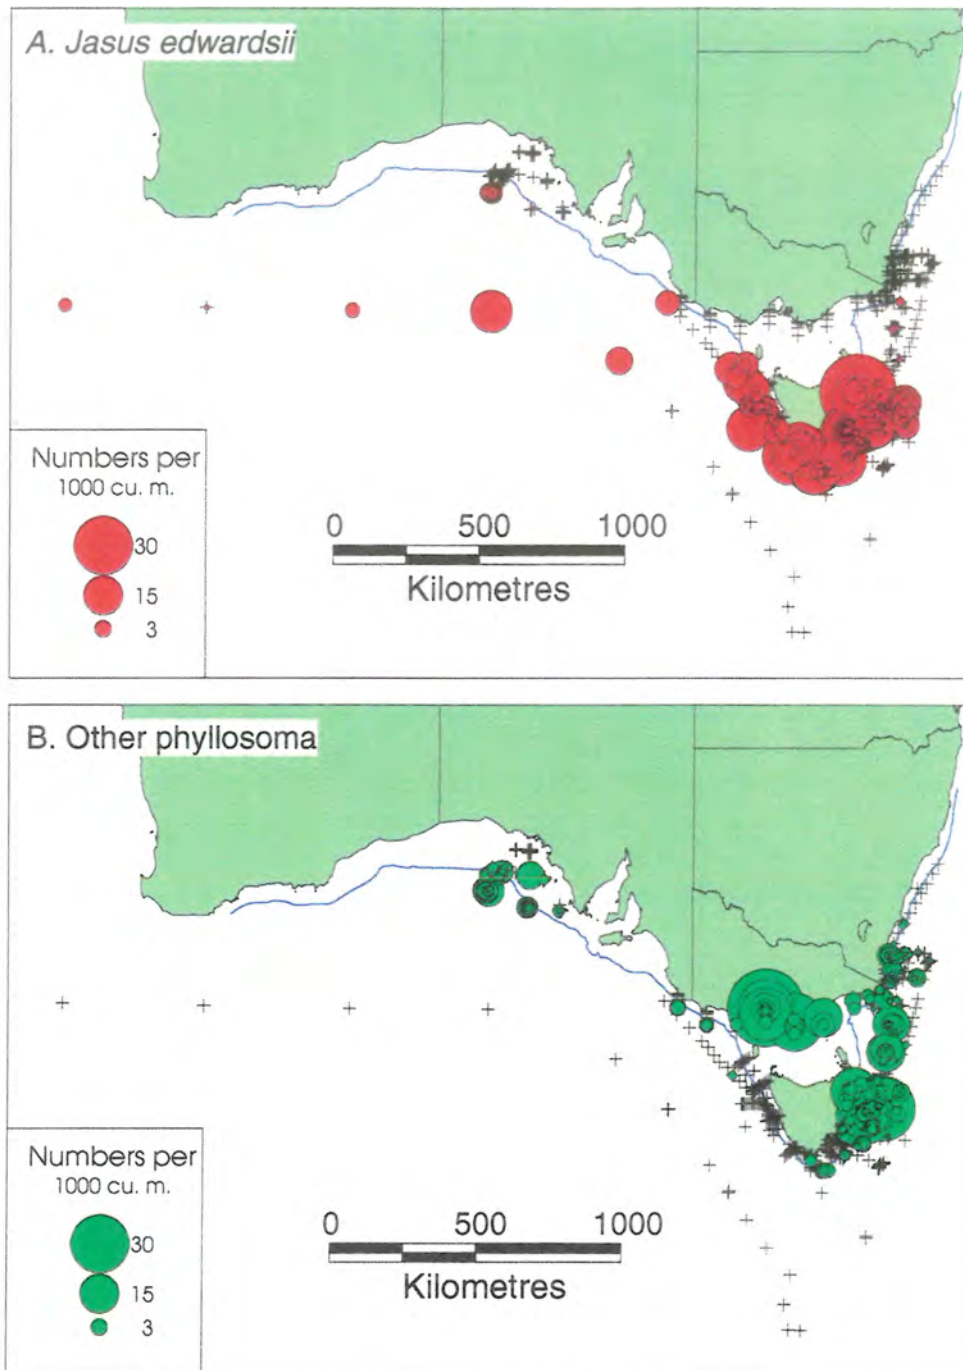 A. Jasus edwardsii
Numbers per
1000 cu. m.
30
15
3
0 500 1000
Kilometres
B. Other phyllosoma
Numbers per
1000 cu. m.
30
15
3
0 500 1000
Kilometres